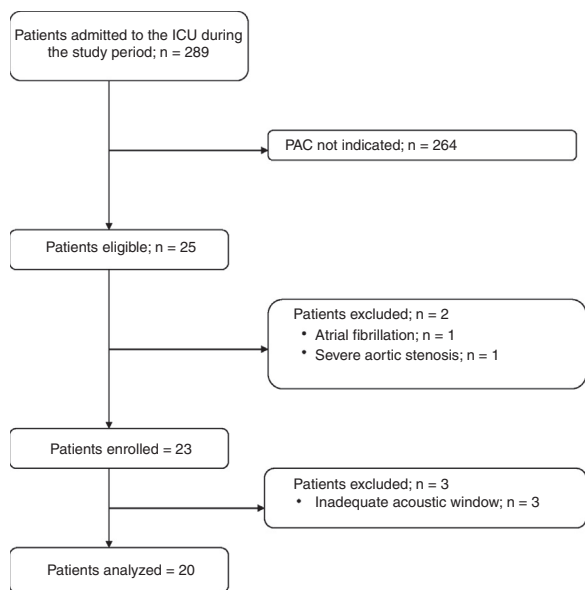 Patients admitted to the ICU during
the study period; n = 289
PAC not indicated; n = 264
Patients eligible; n = 25
Patients excluded; n = 2
• Atrial fibrillation; n = 1
• Severe aortic stenosis; n = 1
Patients enrolled = 23
Patients excluded; n = 3
• Inadequate acoustic window; n = 3
Patients analyzed = 20